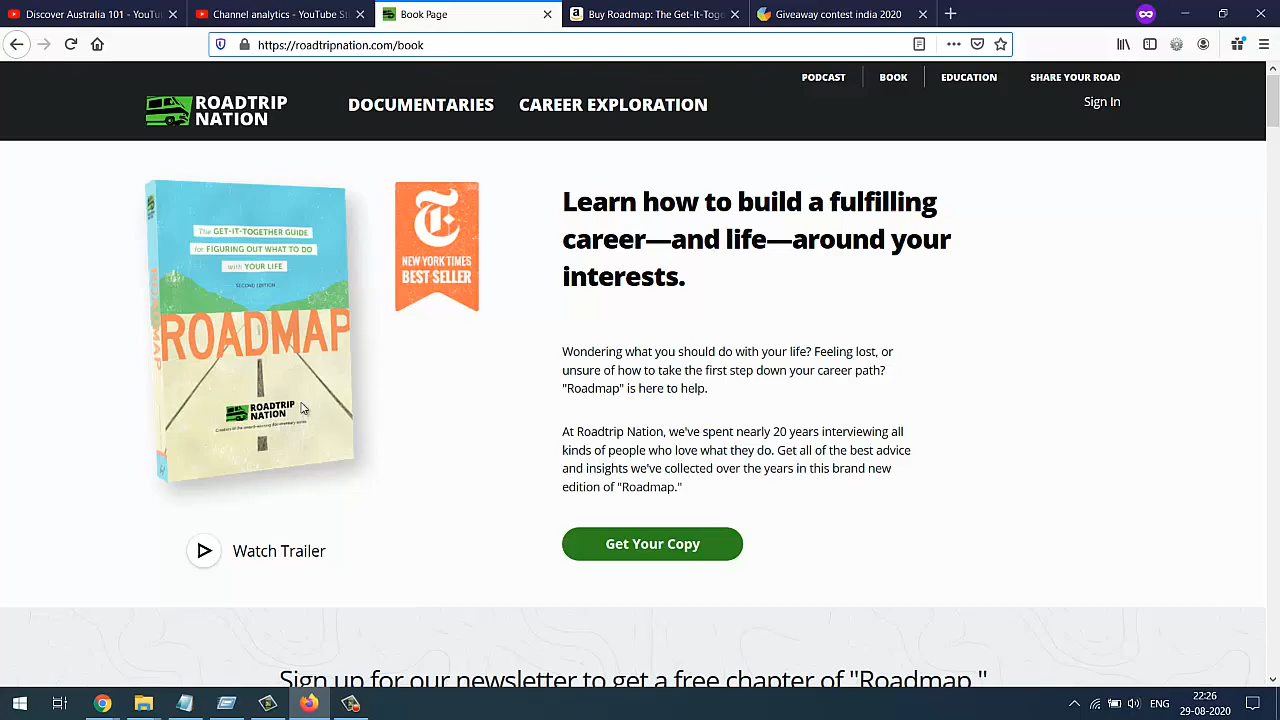 Discover Australia 101 - YouTu
Channel analytics - YouTube St
Book Page
Buy Roadmap: The Get-It-Toge
Giveaway contest india 2020
https://roadtripnation.com/book
PODCAST
BOOK
EDUCATION
SHARE YOUR ROAD
ROADTRIP
NATION
DOCUMENTARIES
CAREER EXPLORATION
Sign In
The GET-IT-TOGETHER GUIDE
for FIGURING OUT WHAT TO DO
with YOUR LIFE
SECOND EDITION
ROADMAP
ROADMAP
ROADTRIP
NATION
Creators of the award-winning documentary series
T
NEW YORK TIMES
BEST SELLER
Watch Trailer
Learn how to build a fulfilling
career—and life—around your
interests.
Wondering what you should do with your life? Feeling lost, or
unsure of how to take the first step down your career path?
"Roadmap" is here to help.
At Roadtrip Nation, we've spent nearly 20 years interviewing all
kinds of people who love what they do. Get all of the best advice
and insights we've collected over the years in this brand new
edition of "Roadmap."
Get Your Copy
Sign up for our newsletter to get a free chapter of "Roadmap."
ENG
22:26
29-08-2020